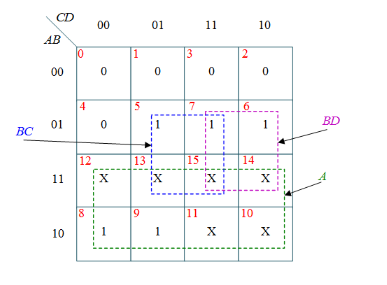 CD
AB
00 01 11 10
0 1 3 2
00 0 0 0 0
4 5 7 6
01 0 1 1 1
BC BD
12 13 15 14
11 X X X X
A
8 9 11 10
10 1 1 X X